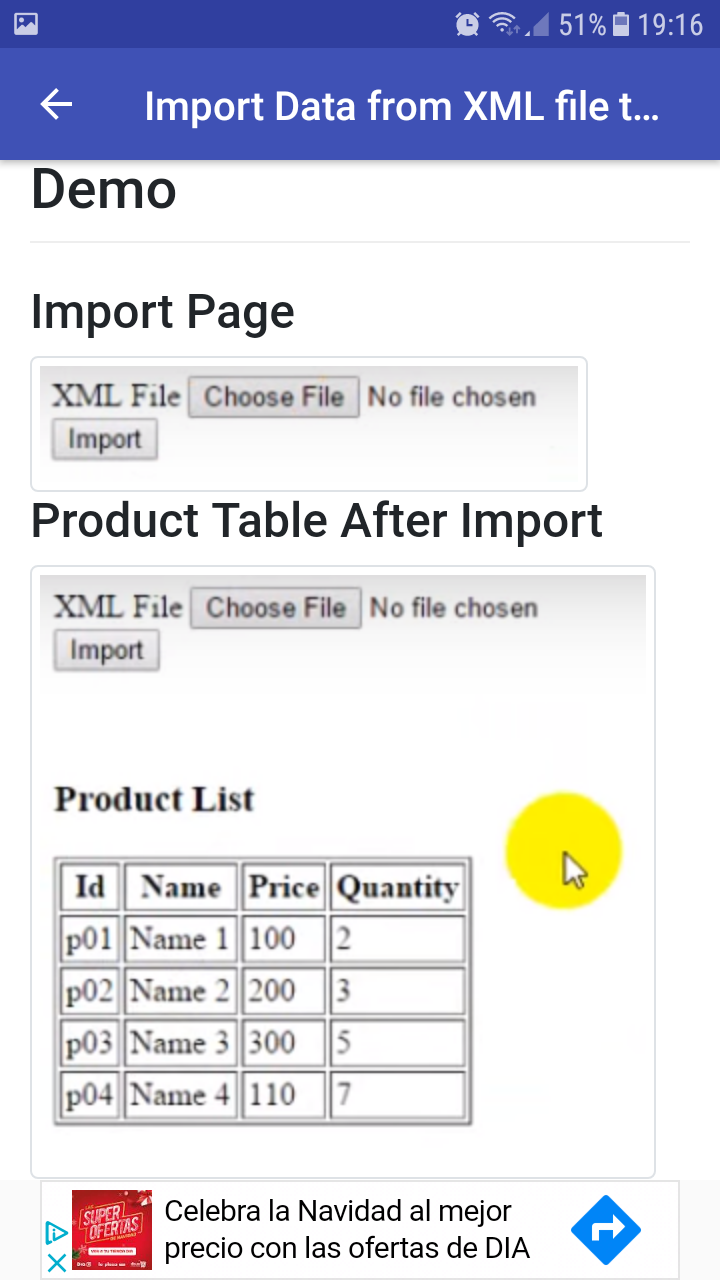 51% 19:16
Import Data from XML file t...
Demo
Import Page
XML File Choose File No file chosen
Import
Product Table After Import
XML File Choose File No file chosen
Import
Product List
Id Name Price Quantity
p01 Name 1 100 2
p02 Name 2 200 3
p03 Name 3 300 5
p04 Name 4 110 7
SUPER
OFERTAS
Celebra la Navidad al mejor
precio con las ofertas de DIA